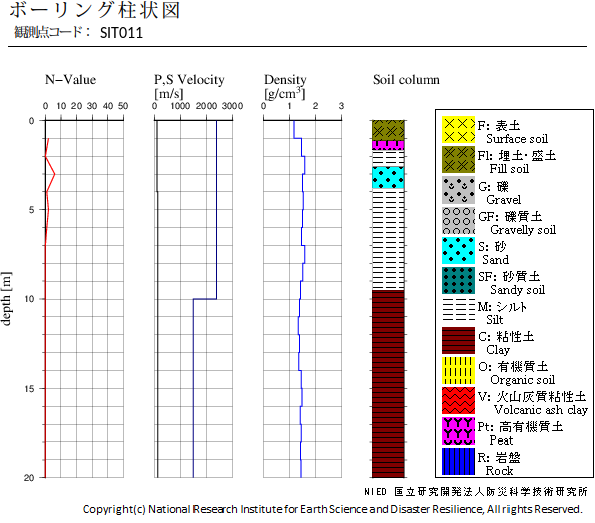 ボーリング柱状図
観測点コード： SIT011
N−Value
P,S Velocity
[m/s]
Density
[g/cm³]
Soil column
0 10 20 30 40 50
0 1000 2000 3000
0 1 2 3
0
5
10
15
20
depth [m]
F: 表土
Surface soil
Fl: 埋土・盛土
Fill soil
G: 礫
Gravel
GF: 礫質土
Gravelly soil
S: 砂
Sand
SF: 砂質土
Sandy soil
M: シルト
Silt
C: 粘性土
Clay
O: 有機質土
Organic soil
V: 火山灰質粘性土
Volcanic ash clay
Pt: 高有機質土
Peat
R: 岩盤
Rock
NIED 国立研究開発法人防災科学技術研究所
Copyright(c) National Research Institute for Earth Science and Disaster Resilience, All rights Reserved.